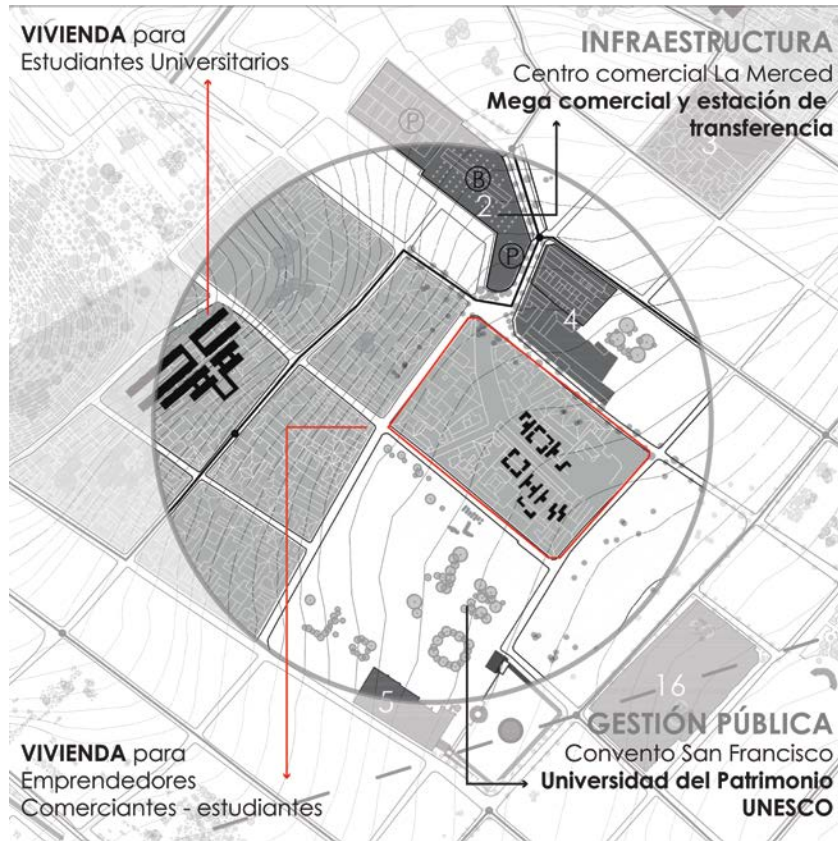 VIVIENDA para
Estudiantes Universitarios
INFRAESTRUCTURA
Centro comercial La Merced
Mega comercial y estación de
transferencia
P
3
B
2
P
4
5
16
VIVIENDA para
Emprendedores
Comerciantes - estudiantes
GESTIÓN PÚBLICA
Convento San Francisco
Universidad del Patrimonio
UNESCO